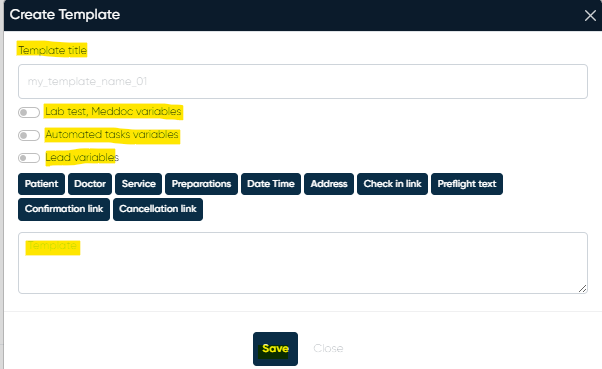 Create Template
Template title
my_template_name_01
Lab test, Meddoc variables
Automated tasks variables
Lead variables
Patient Doctor Service Preparations Date Time Address Check in link Preflight text
Confirmation link Cancellation link
Template
Save Close